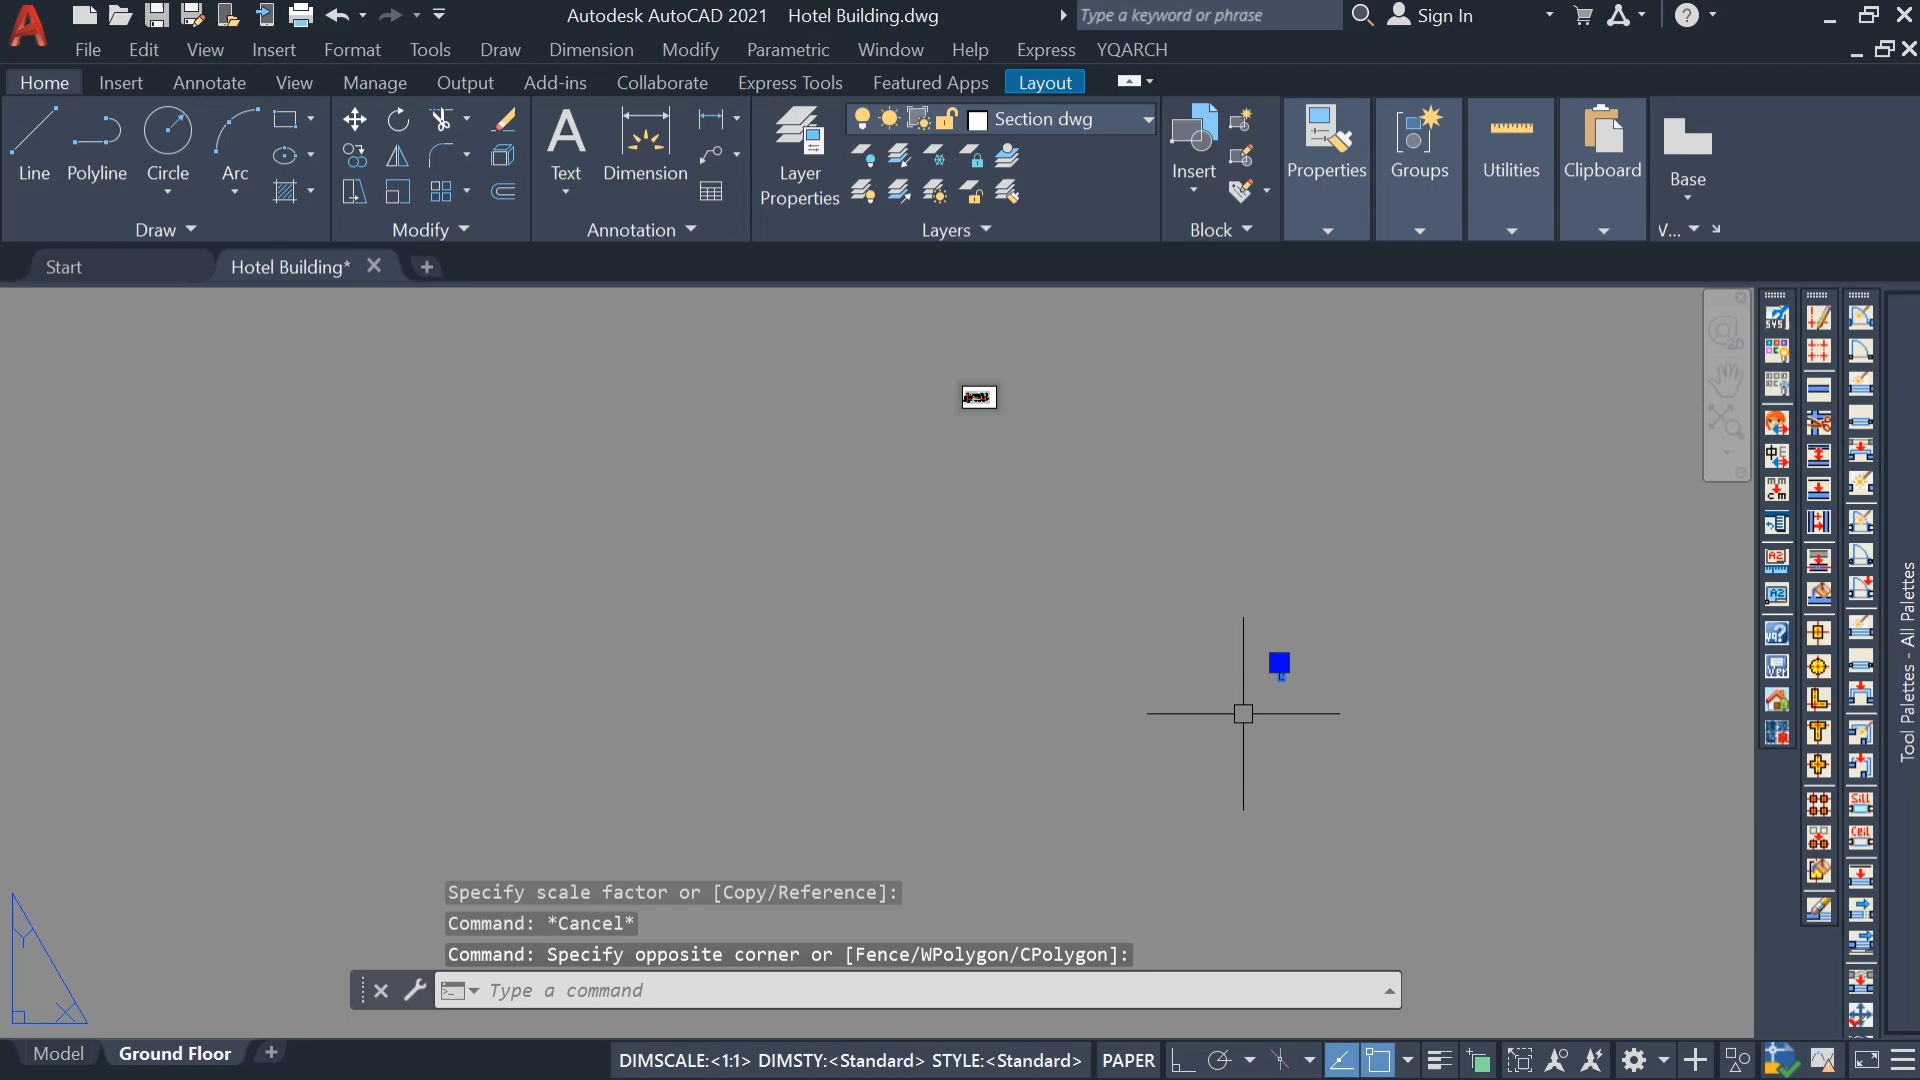 Autodesk AutoCAD 2021 Hotel Building.dwg Type a keyword or phrase Sign In
File Edit View Insert Format Tools Draw Dimension Modify Parametric Window Help Express YQARCH
Home Insert Annotate View Manage Output Add-ins Collaborate Express Tools Featured Apps Layout
Section dwg
Line Polyline Circle Arc Text Dimension Layer Properties Insert Properties Groups Utilities Clipboard Base
Draw Modify Annotation Layers Block V...
Start Hotel Building*
2D
Tool Palettes - All Palettes
Specify scale factor or [Copy/Reference]:
Command: *Cancel*
Command: Specify opposite corner or [Fence/WPolygon/CPolygon]:
Type a command
Y
X
Model Ground Floor DIMSCALE:<1:1> DIMSTY:<Standard> STYLE:<Standard> PAPER